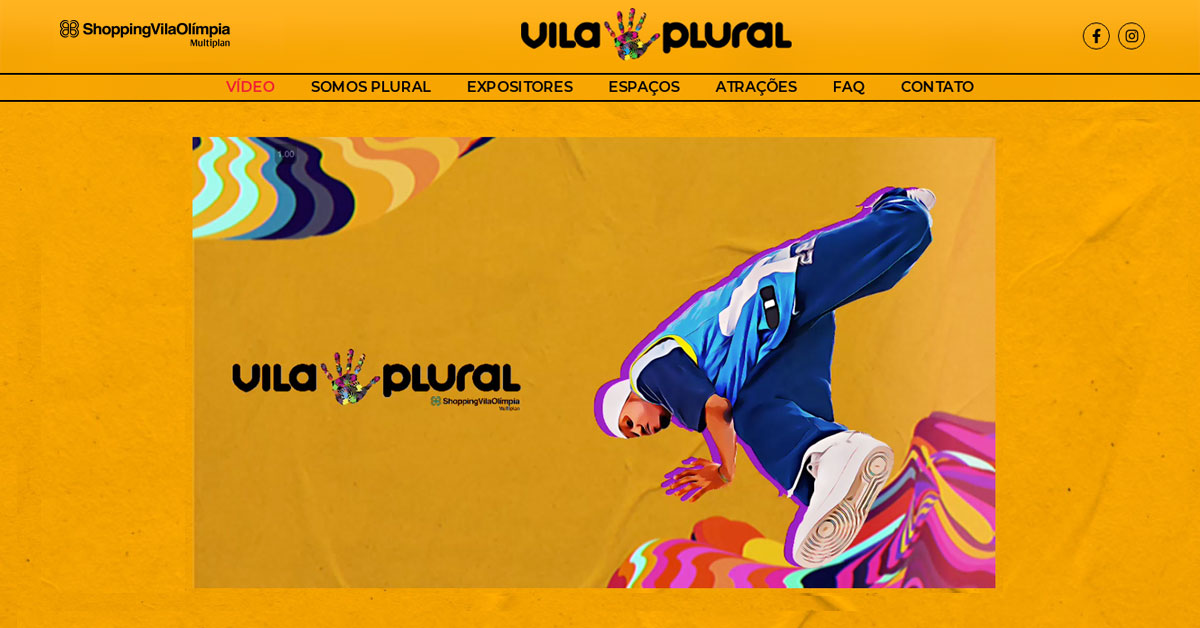 ShoppingVilaOlímpia
Multiplan
VILA PLURAL
VÍDEO SOMOS PLURAL EXPOSITORES ESPAÇOS ATRAÇÕES FAQ CONTATO
1.00
VILA PLURAL
ShoppingVilaOlímpia
Multiplan